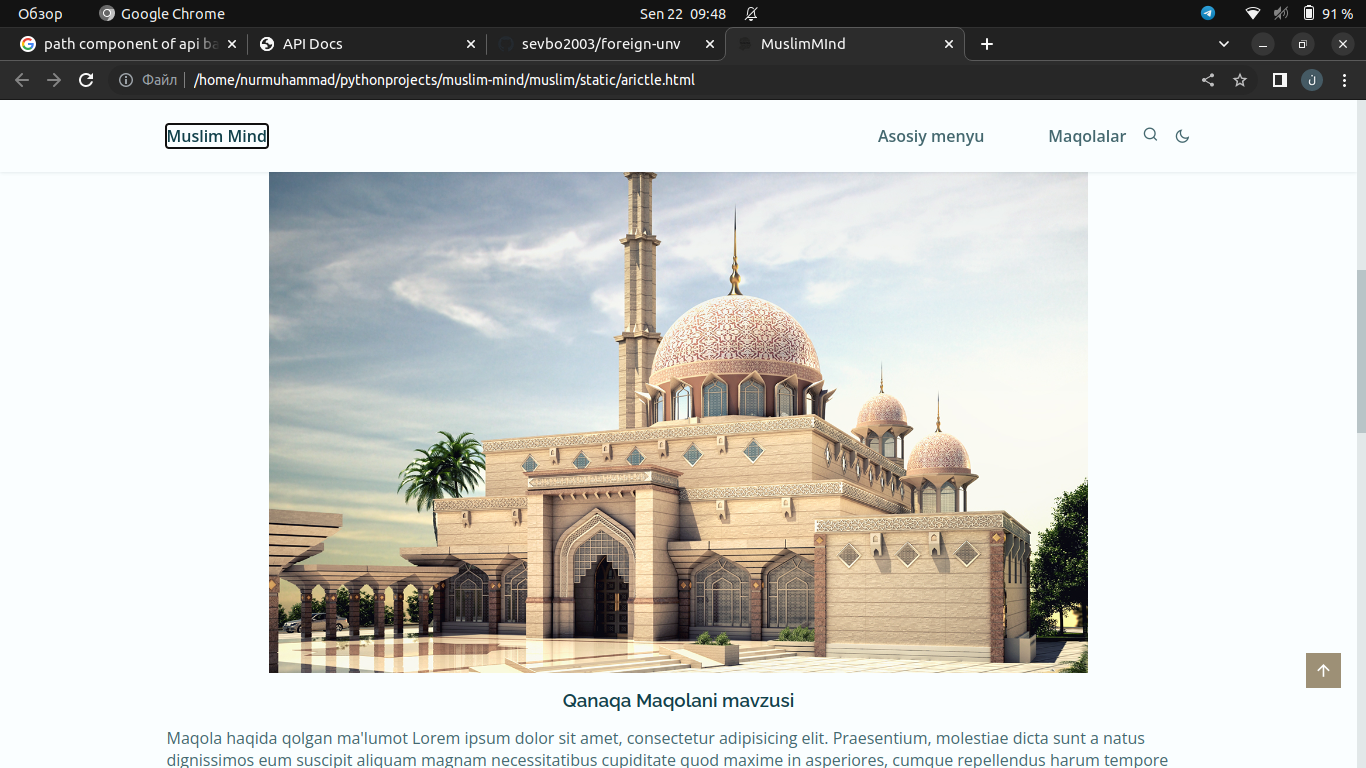 Обзор
Google Chrome
Sen 22 09:48
91 %
path component of api ba
API Docs
sevbo2003/foreign-unv
MuslimMInd
Файл
/home/nurmuhammad/pythonprojects/muslim-mind/muslim/static/arictle.html
Muslim Mind
Asosiy menyu
Maqolalar
Qanaqa Maqolani mavzusi
Maqola haqida qolgan ma'lumot Lorem ipsum dolor sit amet, consectetur adipisicing elit. Praesentium, molestiae dicta sunt a natus
dignissimos eum suscipit aliquam magnam necessitatibus cupiditate quod maxime in asperiores, cumque repellendus harum tempore